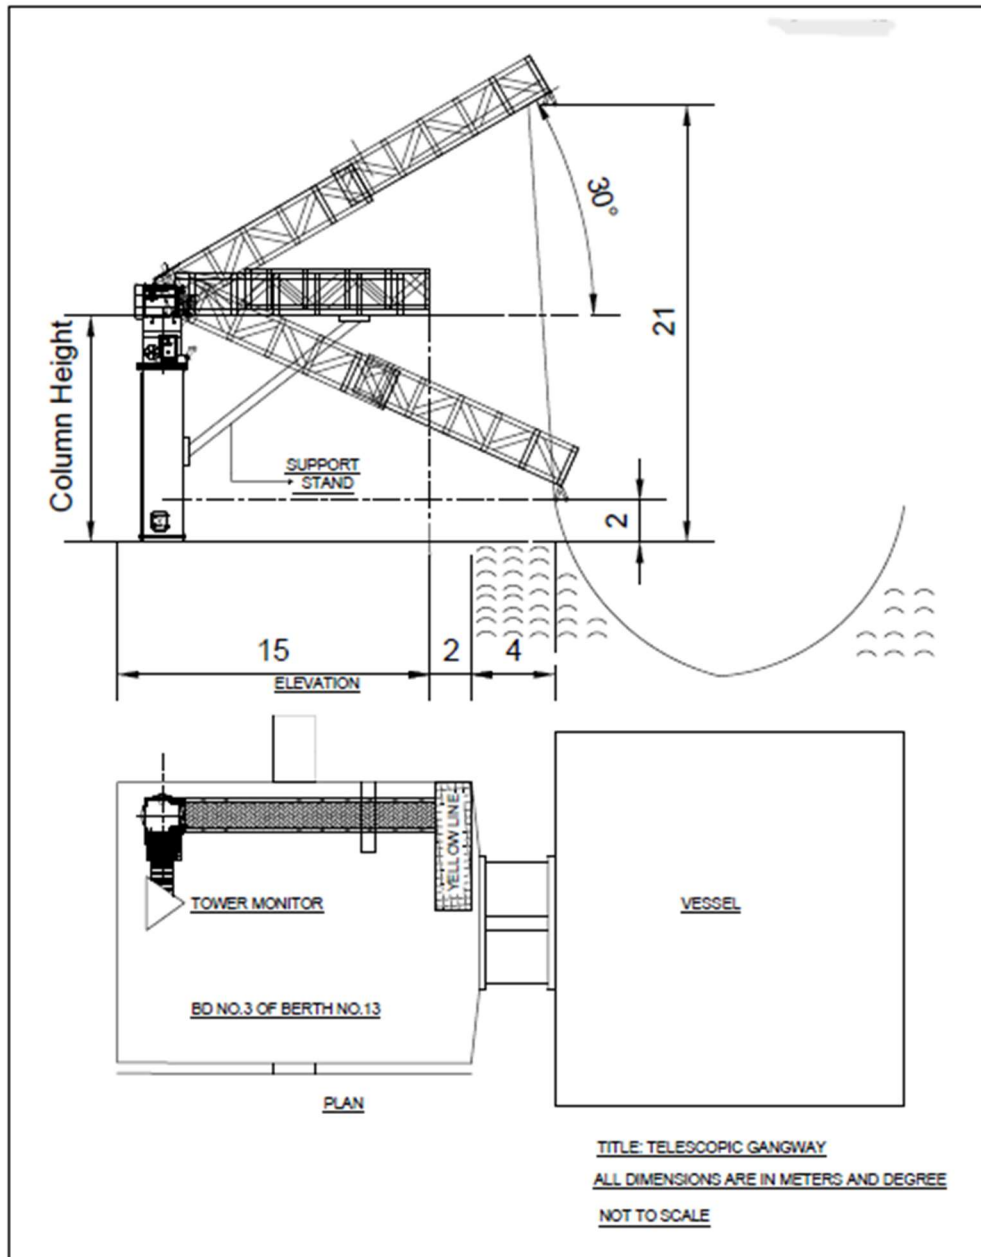 30°
21
Column Height
SUPPORT
STAND
2
15
2
4
ELEVATION
YELLOW LINE
TOWER MONITOR
VESSEL
BD NO.3 OF BERTH NO.13
PLAN
TITLE: TELESCOPIC GANGWAY
ALL DIMENSIONS ARE IN METERS AND DEGREE
NOT TO SCALE